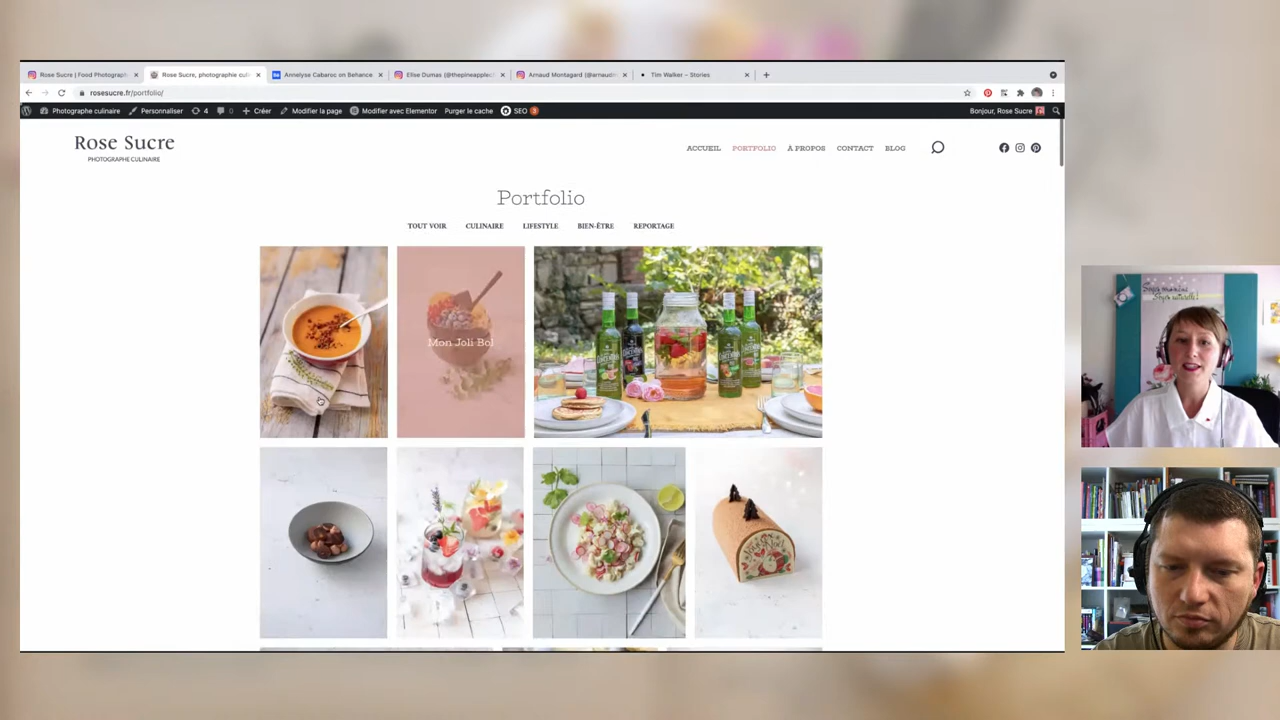 Rose Sucre | Food Photograph
Rose Sucre, photographie culi
Annelyse Cabaroc on Behance
Elise Dumas (@thepineapplec
Arnaud Montagard (@arnaud
Tim Walker – Stories
rosesucre.fr/portfolio/
Photographe culinaire
Personnaliser
4
0
Créer
Modifier la page
Modifier avec Elementor
Purger le cache
SEO
Bonjour, Rose Sucre
Rose Sucre
PHOTOGRAPHE CULINAIRE
ACCUEIL
PORTFOLIO
À PROPOS
CONTACT
BLOG
Portfolio
TOUT VOIR
CULINAIRE
LIFESTYLE
BIEN-ÊTRE
REPORTAGE
Mon Joli Bol